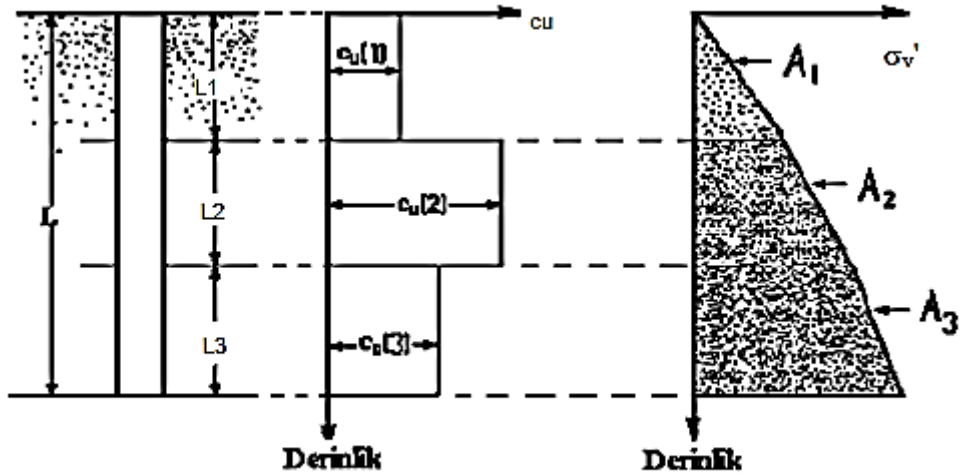 cu
σv'
cu(1)
A1
L1
A2
L
L2
cu(2)
A3
L3
cu(3)
Derinlik
Derinlik